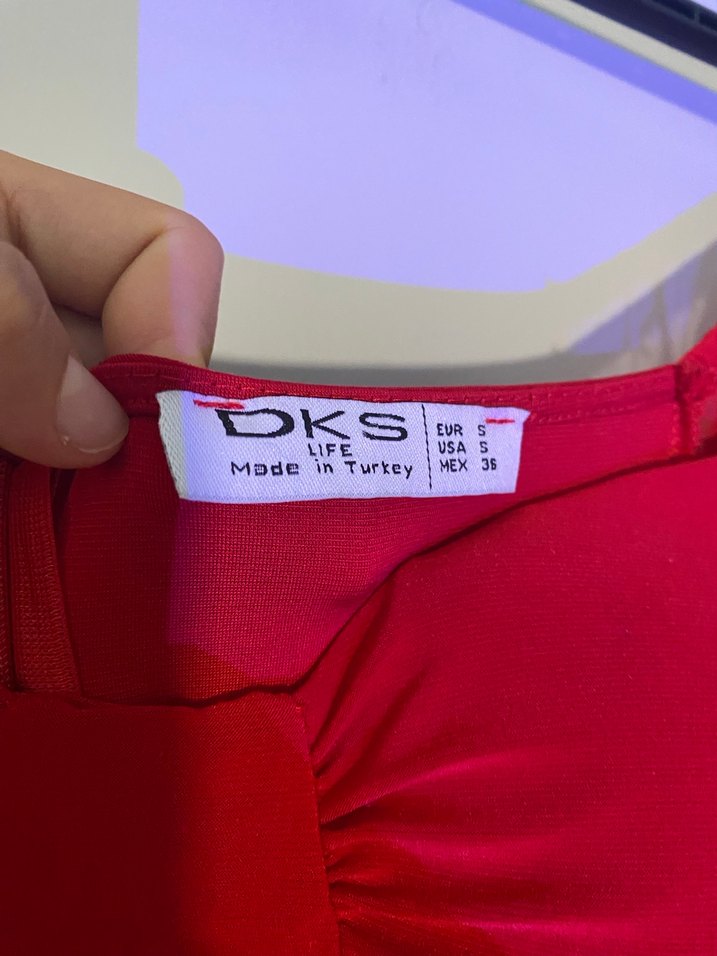 DKS
LIFE
Made in Turkey
EUR S
USA S
MEX 36